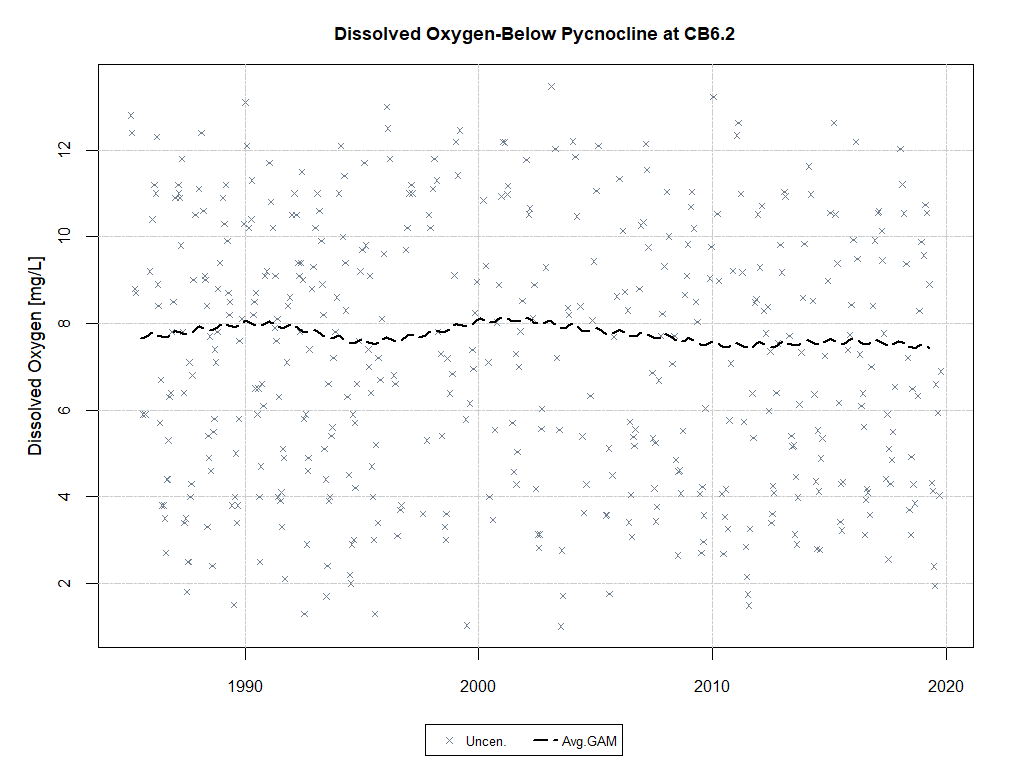 Dissolved Oxygen-Below Pycnocline at CB6.2
Dissolved Oxygen [mg/L]
12
10
8
6
4
2
1990 2000 2010 2020
Uncen. Avg.GAM